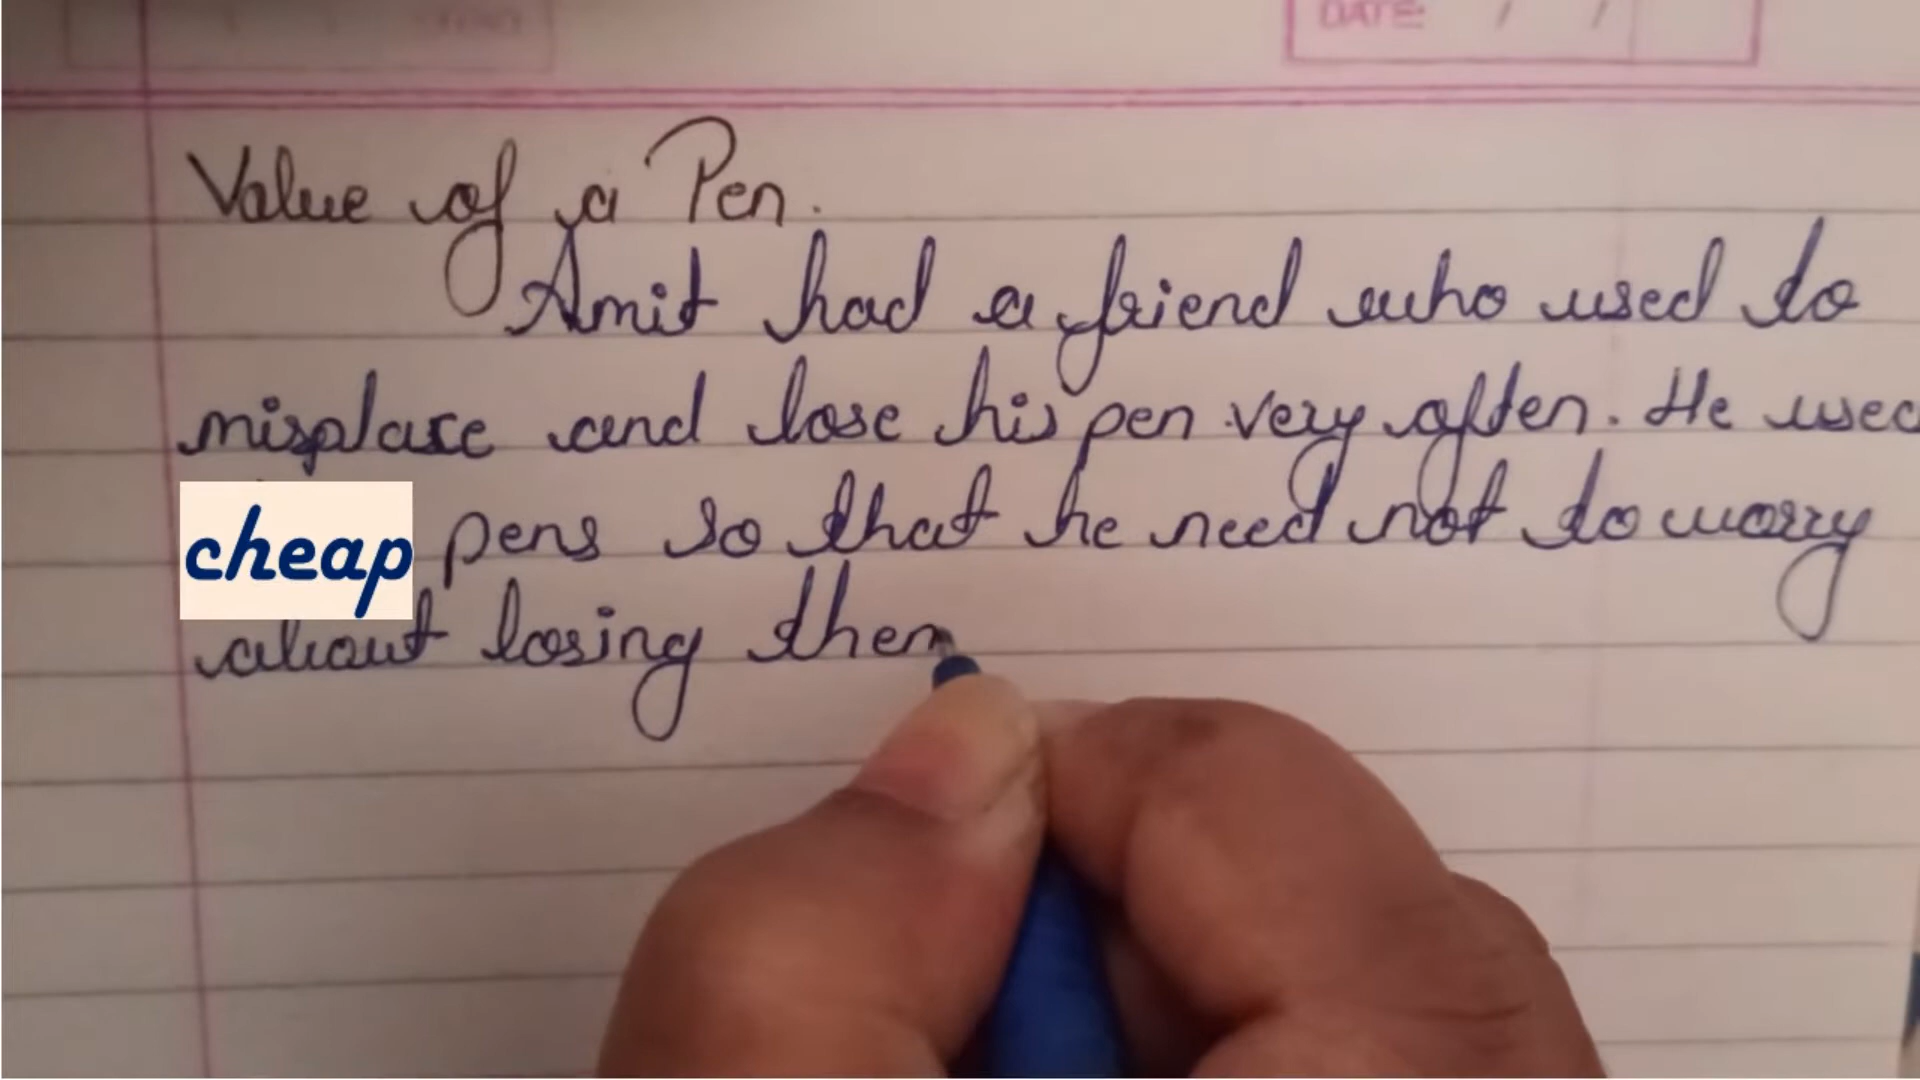 DATE: / /
Value of a Pen.
Amit had a friend who used to
misplace and lose his pen very often. He used
cheap pens so that he need not to worry
about losing them